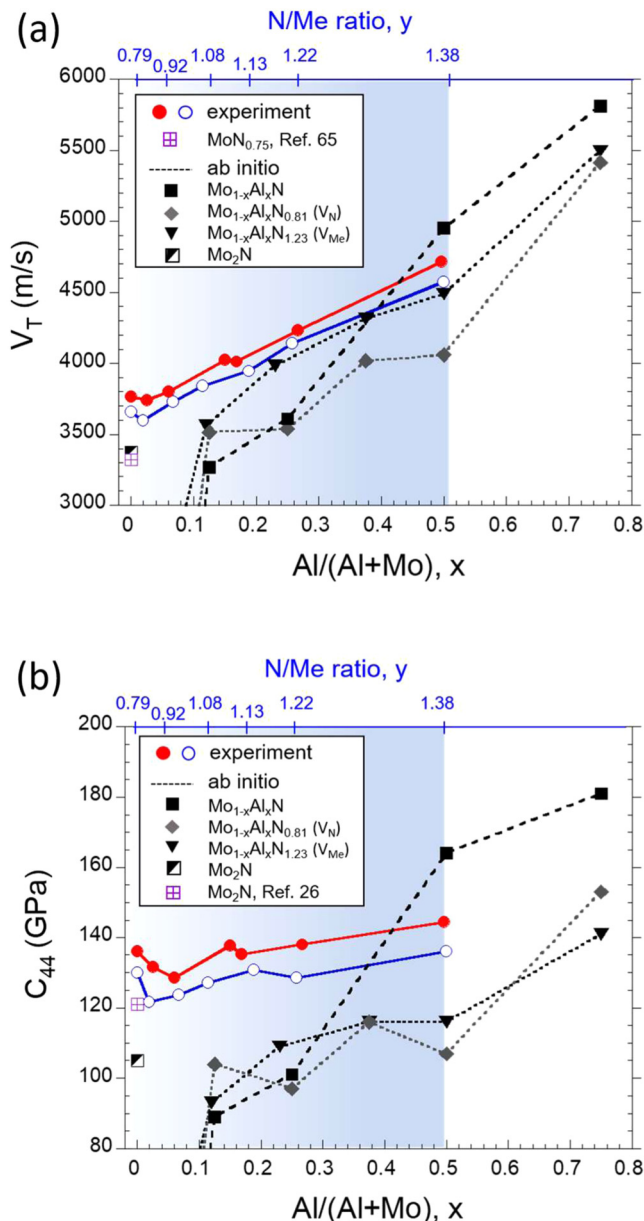 (a)
N/Me ratio, y
0.79 0.92 1.08 1.13 1.22 1.38
6000
5500
5000
4500
4000
3500
3000
V_T (m/s)
experiment
MoN0.75, Ref. 65
ab initio
Mo1-xAlxN
Mo1-xAlxN0.81 (VN)
Mo1-xAlxN1.23 (VMe)
Mo2N
0 0.1 0.2 0.3 0.4 0.5 0.6 0.7 0.8
Al/(Al+Mo), x
(b)
N/Me ratio, y
0.79 0.92 1.08 1.13 1.22 1.38
200
180
160
140
120
100
80
C44 (GPa)
experiment
ab initio
Mo1-xAlxN
Mo1-xAlxN0.81 (VN)
Mo1-xAlxN1.23 (VMe)
Mo2N
Mo2N, Ref. 26
0 0.1 0.2 0.3 0.4 0.5 0.6 0.7 0.8
Al/(Al+Mo), x